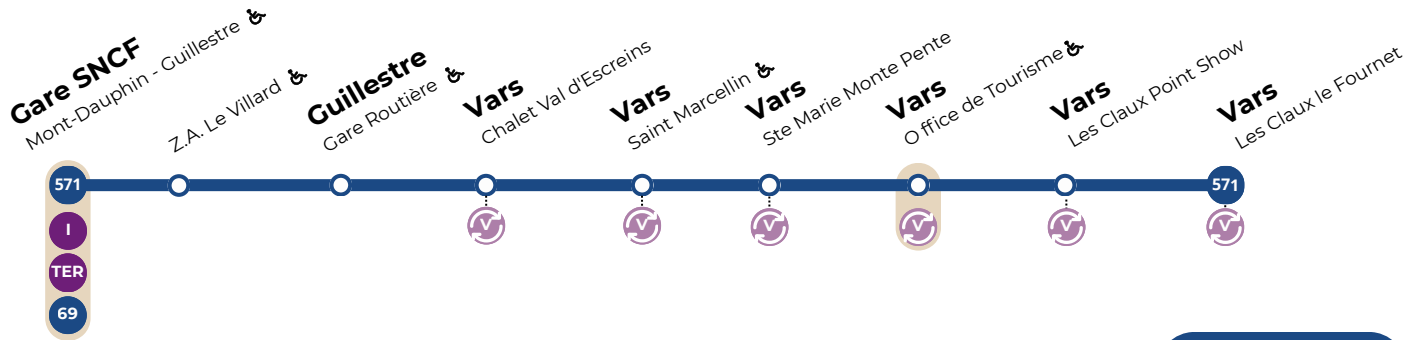 Gare SNCF
Mont-Dauphin - Guillestre
Z.A. Le Villard
Guillestre
Gare Routière
Vars
Chalet Val d'Escreins
Vars
Saint Marcellin
Vars
Ste Marie Monte Pente
Vars
Office de Tourisme
Vars
Les Claux Point Show
Vars
Les Claux le Fournet
571
571
I
TER
69
V
V
V
V
V
V